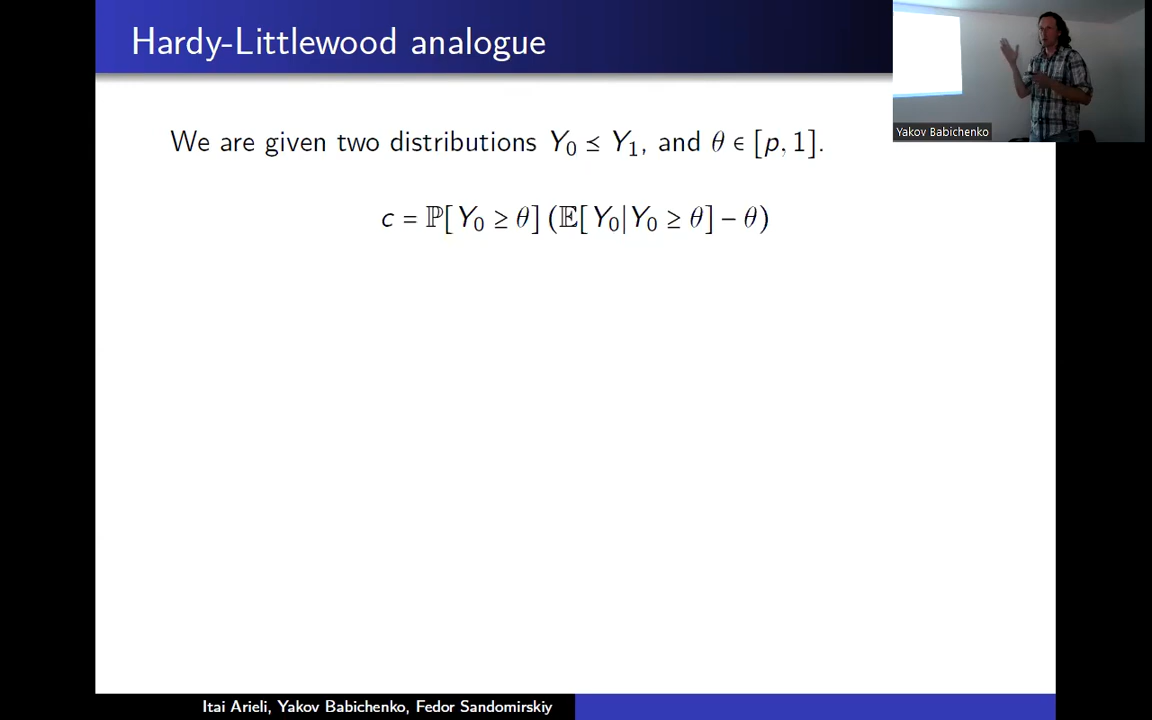 Hardy-Littlewood analogue
Yakov Babichenko
We are given two distributions Y₀ ≤ Y₁, and θ ∈ [p, 1].
c = ℙ[Y₀ ≥ θ] (𝔼[Y₀|Y₀ ≥ θ] − θ)
Itai Arieli, Yakov Babichenko, Fedor Sandomirskiy